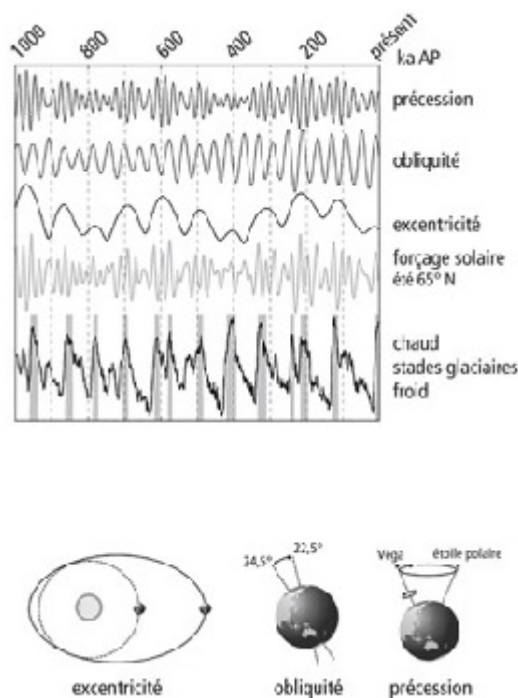 1000 800 600 400 200 présent
ka AP
précession
obliquité
excentricité
forçage solaire
été 65° N
chaud
stades glaciaires
froid
24,5° 22,5°
Vega étoile polaire
excentricité obliquité précession